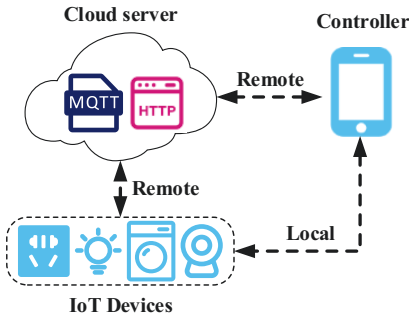 Cloud server
Controller
MQTT
HTTP
Remote
Remote
Local
IoT Devices